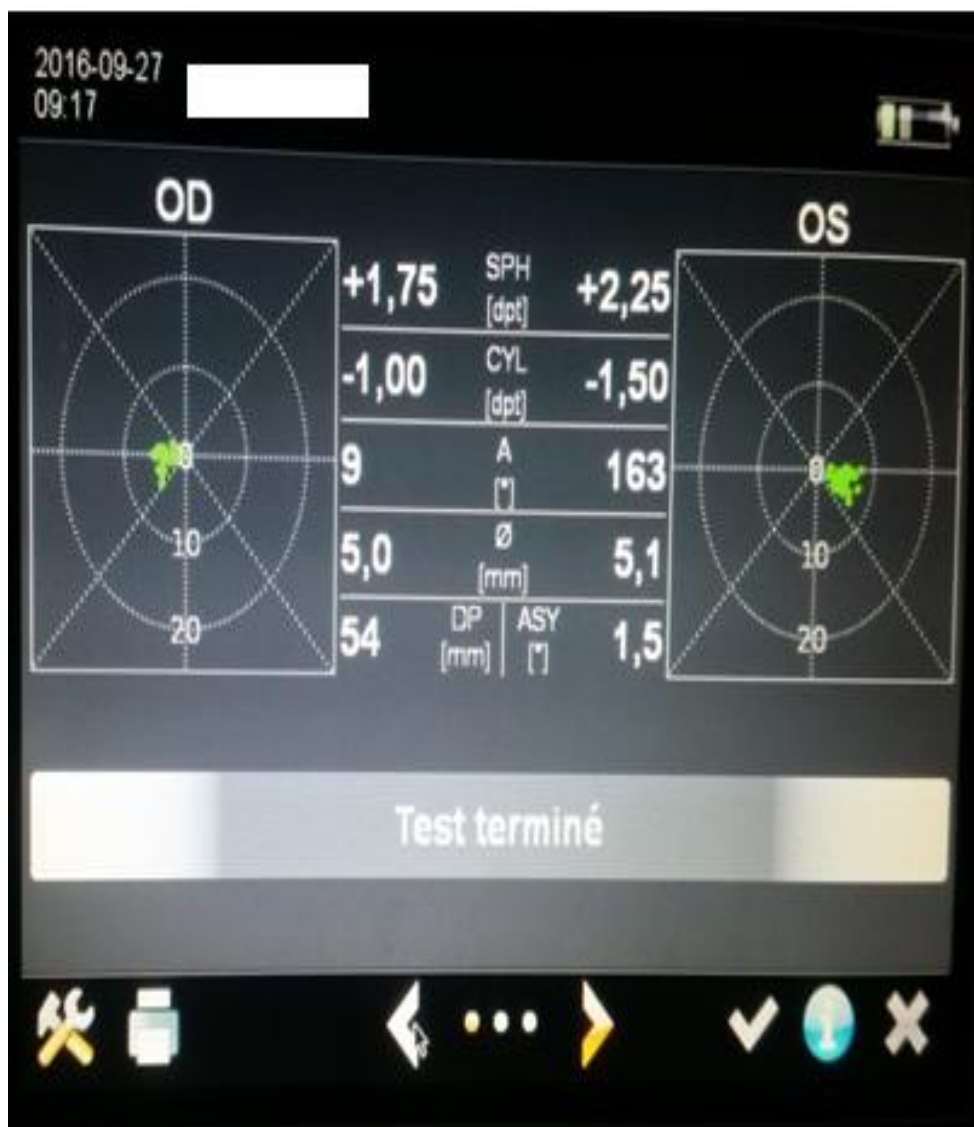 2016-09-27
09:17
OD
OS
+1,75 SPH [dpt] +2,25
-1,00 CYL [dpt] -1,50
9 A [°] 163
5,0 Ø [mm] 5,1
54 DP [mm] ASY [°] 1,5
0
10
20
0
10
20
Test terminé